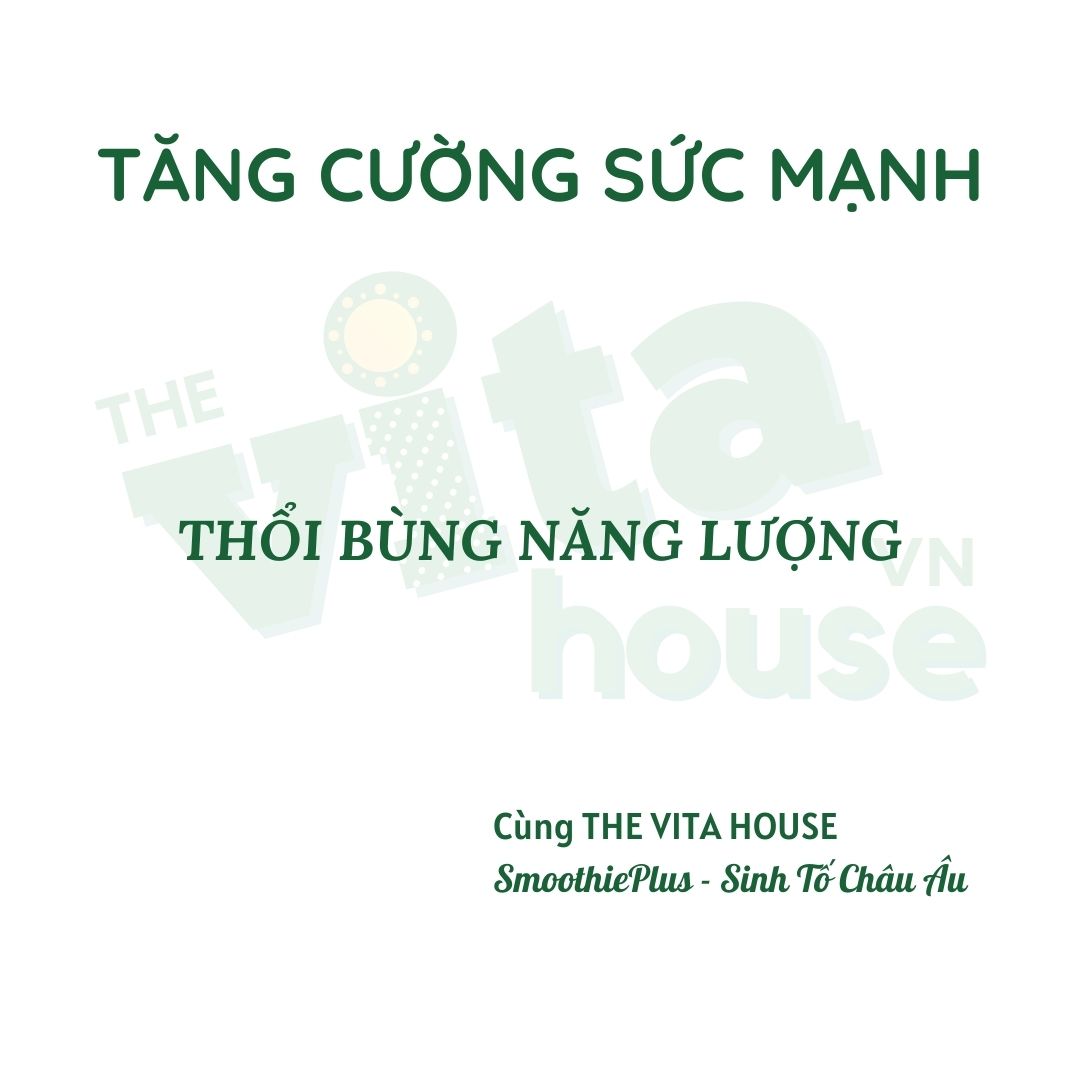 TĂNG CƯỜNG SỨC MẠNH
THE
vita
THỔI BÙNG NĂNG LƯỢNG
VN
house
Cùng THE VITA HOUSE
SmoothiePlus - Sinh Tố Châu Âu